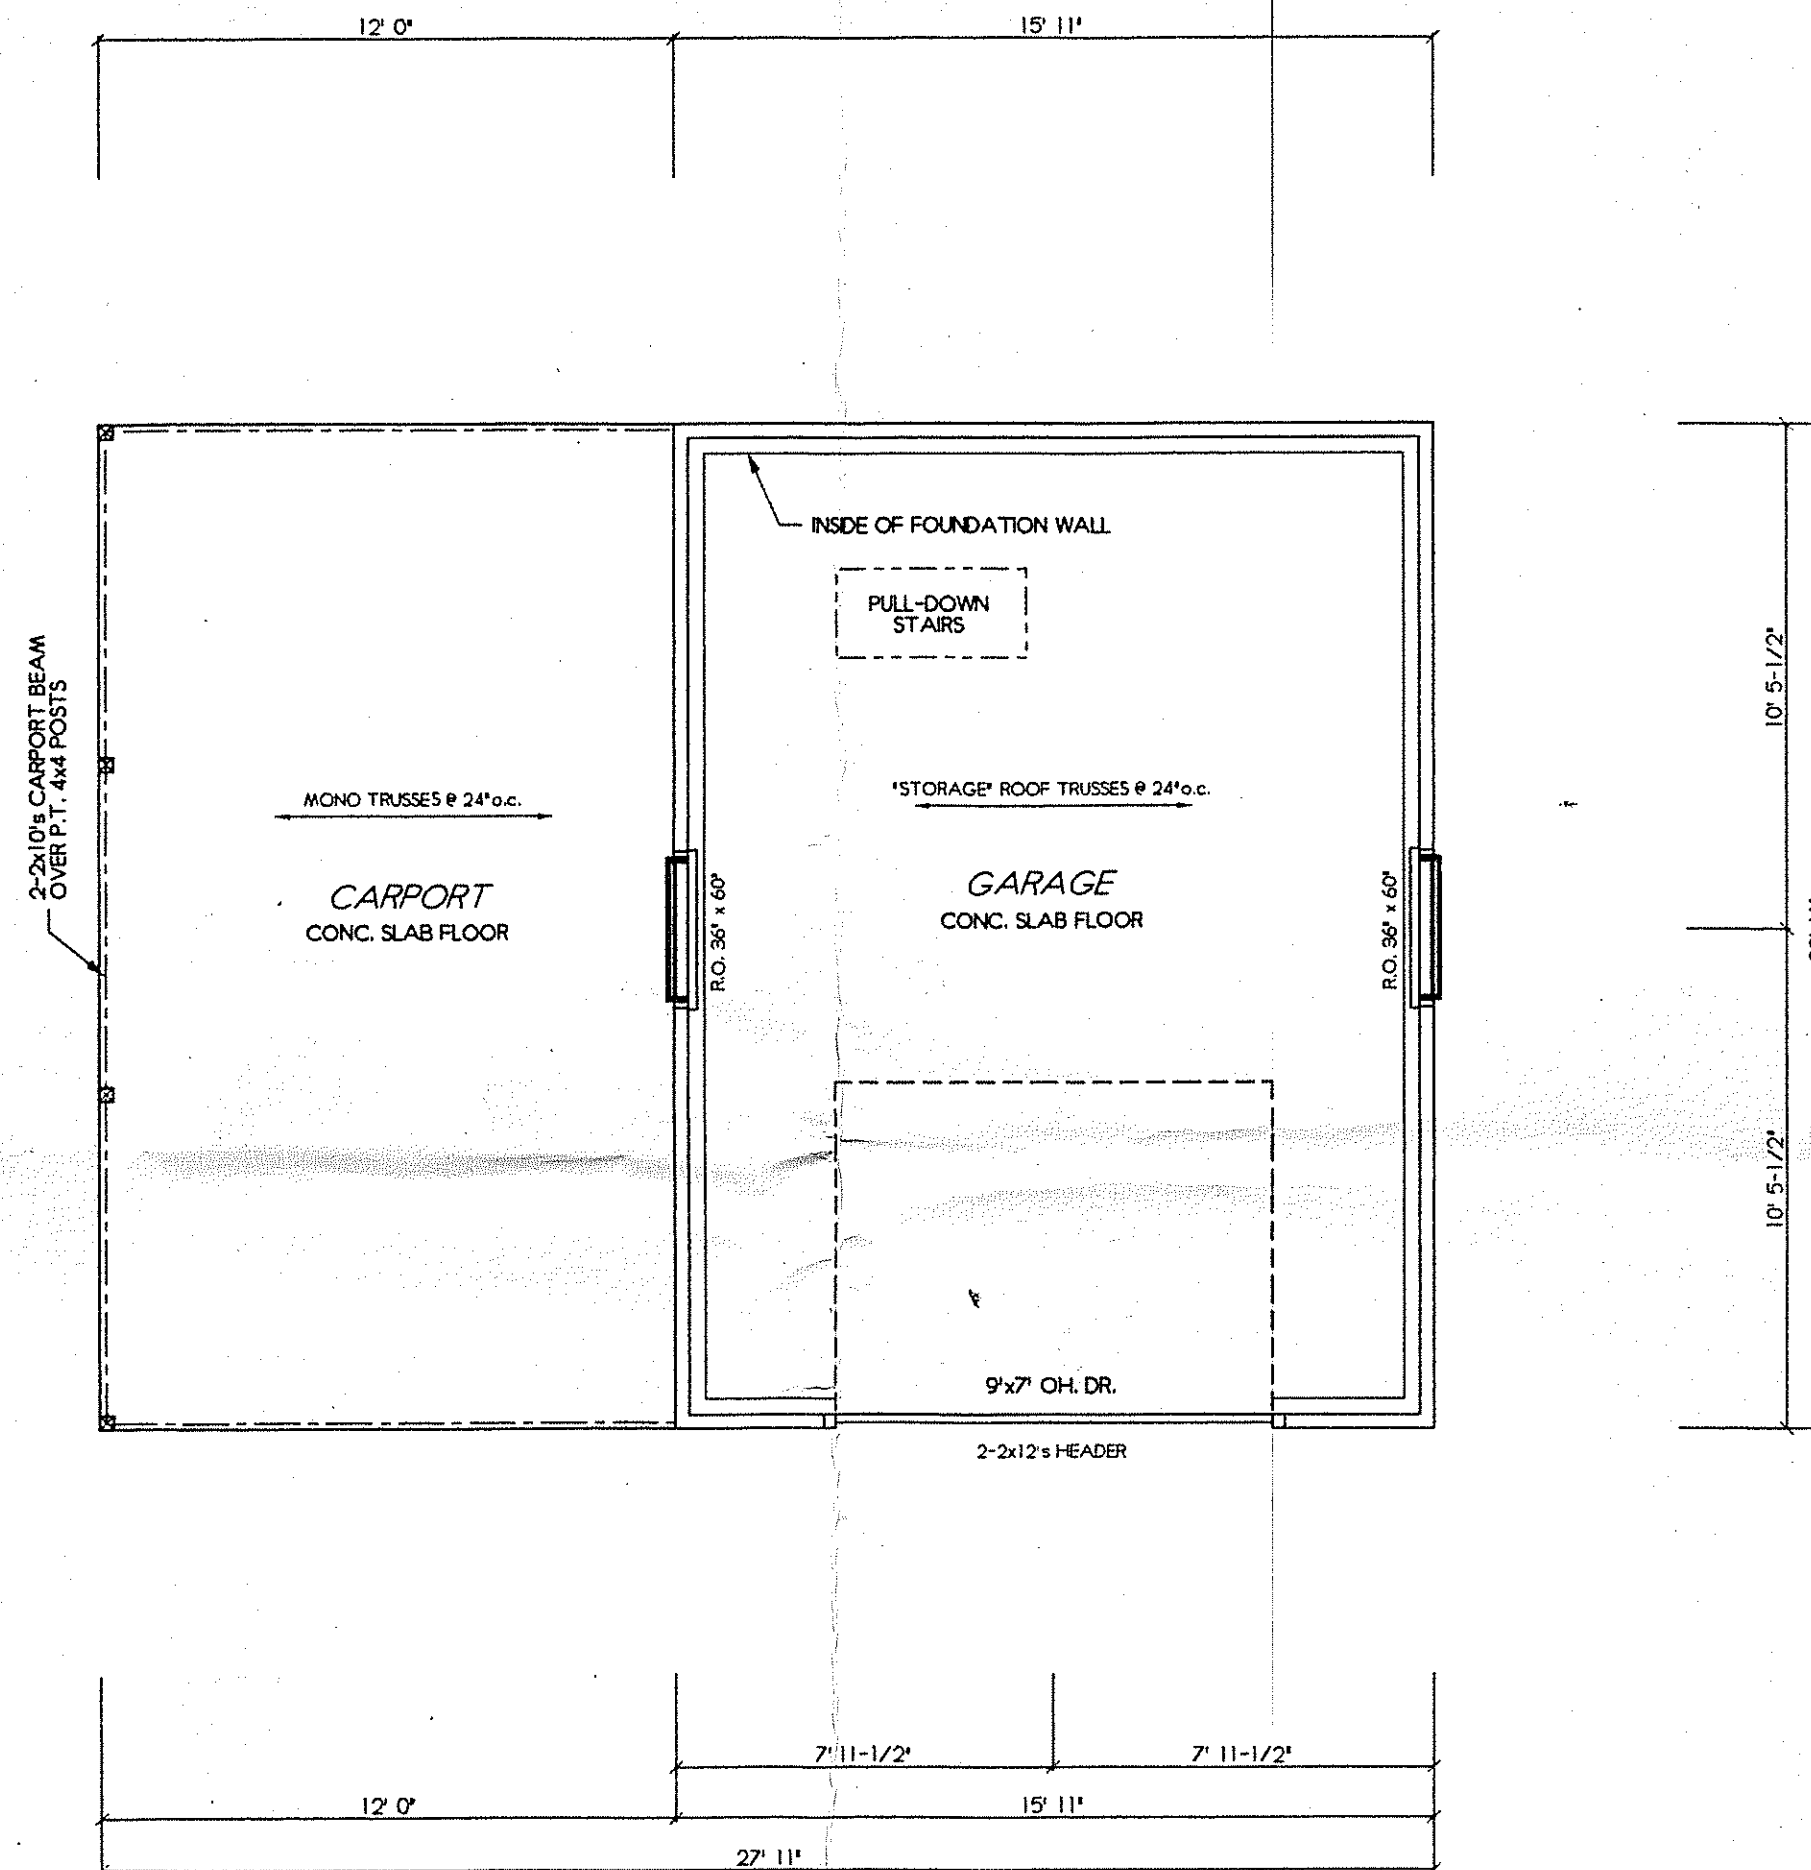 12' 0"
15' 11"
INSIDE OF FOUNDATION WALL
PULL-DOWN
STAIRS
2-2x10's CARPORT BEAM
OVER P.T. 4x4 POSTS
10' 5-1/2"
MONO TRUSSES @ 24"o.c.
"STORAGE" ROOF TRUSSES @ 24"o.c.
CARPORT
CONC. SLAB FLOOR
R.O. 36" x 60"
GARAGE
CONC. SLAB FLOOR
R.O. 36" x 60"
10' 5-1/2"
9'x7' OH. DR.
2-2x12's HEADER
7' 11-1/2"
7' 11-1/2"
12' 0"
15' 11"
27' 11"